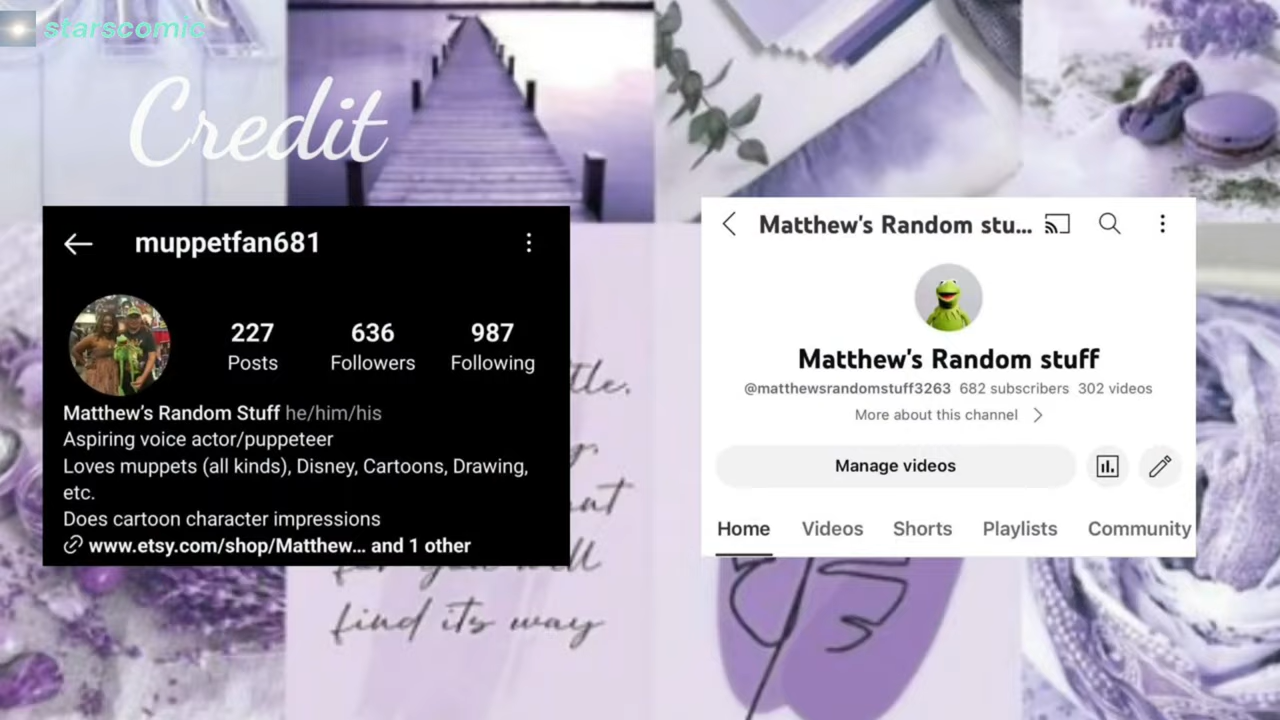 starscomic
Credit
muppetfan681
227
636
987
Posts
Followers
Following
Matthew's Random Stuff he/him/his
Aspiring voice actor/puppeteer
Loves muppets (all kinds), Disney, Cartoons, Drawing,
etc.
Does cartoon character impressions
www.etsy.com/shop/Matthew... and 1 other
Matthew's Random stu...
Matthew's Random stuff
@matthewsrandomstuff3263 682 subscribers 302 videos
More about this channel
Manage videos
Home Videos Shorts Playlists Community
find its way